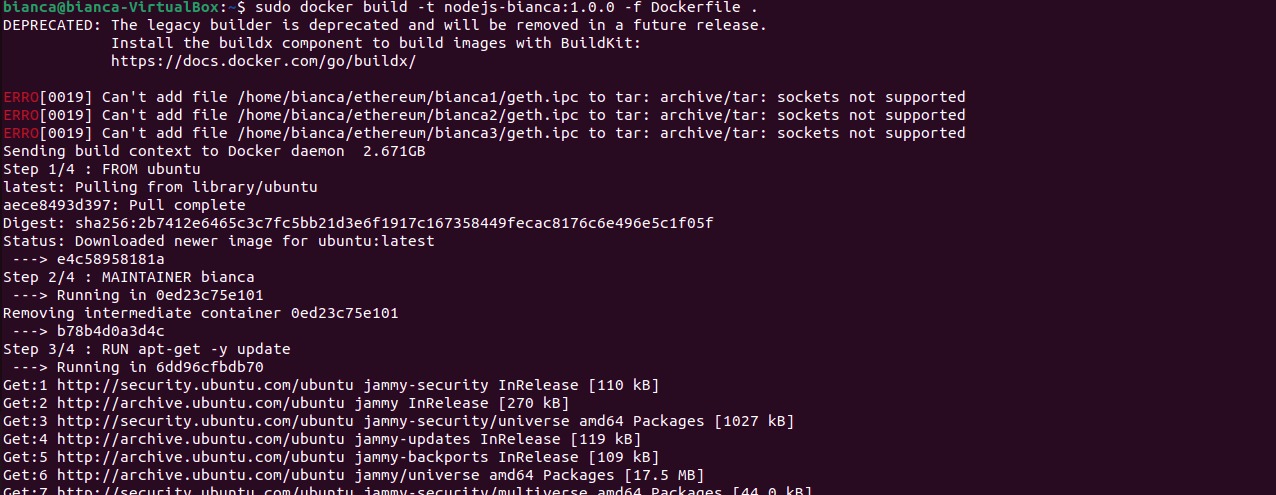 bianca@bianca-VirtualBox:~$ sudo docker build -t nodejs-bianca:1.0.0 -f Dockerfile .
DEPRECATED: The legacy builder is deprecated and will be removed in a future release.
            Install the buildx component to build images with BuildKit:
            https://docs.docker.com/go/buildx/

ERRO[0019] Can't add file /home/bianca/ethereum/bianca1/geth.ipc to tar: archive/tar: sockets not supported
ERRO[0019] Can't add file /home/bianca/ethereum/bianca2/geth.ipc to tar: archive/tar: sockets not supported
ERRO[0019] Can't add file /home/bianca/ethereum/bianca3/geth.ipc to tar: archive/tar: sockets not supported
Sending build context to Docker daemon  2.671GB
Step 1/4 : FROM ubuntu
latest: Pulling from library/ubuntu
aece8493d397: Pull complete
Digest: sha256:2b7412e6465c3c7fc5bb21d3e6f1917c167358449fecac8176c6e496e5c1f05f
Status: Downloaded newer image for ubuntu:latest
 ---> e4c58958181a
Step 2/4 : MAINTAINER bianca
 ---> Running in 0ed23c75e101
Removing intermediate container 0ed23c75e101
 ---> b78b4d0a3d4c
Step 3/4 : RUN apt-get -y update
 ---> Running in 6dd96cfbdb70
Get:1 http://security.ubuntu.com/ubuntu jammy-security InRelease [110 kB]
Get:2 http://archive.ubuntu.com/ubuntu jammy InRelease [270 kB]
Get:3 http://security.ubuntu.com/ubuntu jammy-security/universe amd64 Packages [1027 kB]
Get:4 http://archive.ubuntu.com/ubuntu jammy-updates InRelease [119 kB]
Get:5 http://archive.ubuntu.com/ubuntu jammy-backports InRelease [109 kB]
Get:6 http://archive.ubuntu.com/ubuntu jammy/universe amd64 Packages [17.5 MB]
Get:7 http://security.ubuntu.com/ubuntu jammy-security/multiverse amd64 Packages [44.0 kB]